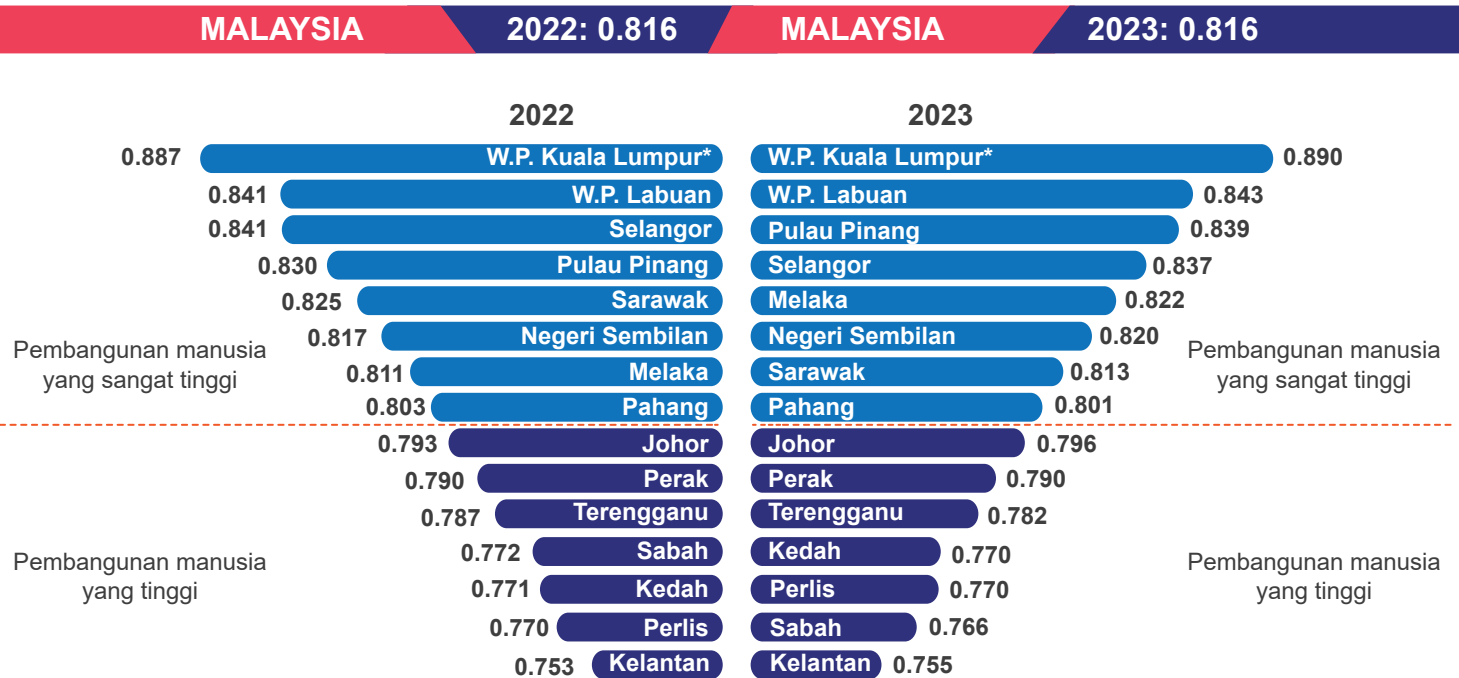 MALAYSIA 2022: 0.816 MALAYSIA 2023: 0.816
2022 2023
0.887 W.P. Kuala Lumpur* W.P. Kuala Lumpur* 0.890
0.841 W.P. Labuan W.P. Labuan 0.843
0.841 Selangor Pulau Pinang 0.839
0.830 Pulau Pinang Selangor 0.837
0.825 Sarawak Melaka 0.822
0.817 Negeri Sembilan Negeri Sembilan 0.820
Pembangunan manusia
yang sangat tinggi
Pembangunan manusia
yang sangat tinggi
0.811 Melaka Sarawak 0.813
0.803 Pahang Pahang 0.801
0.793 Johor Johor 0.796
0.790 Perak Perak 0.790
0.787 Terengganu Terengganu 0.782
0.772 Sabah Kedah 0.770
Pembangunan manusia
yang tinggi
Pembangunan manusia
yang tinggi
0.771 Kedah Perlis 0.770
0.770 Perlis Sabah 0.766
0.753 Kelantan Kelantan 0.755